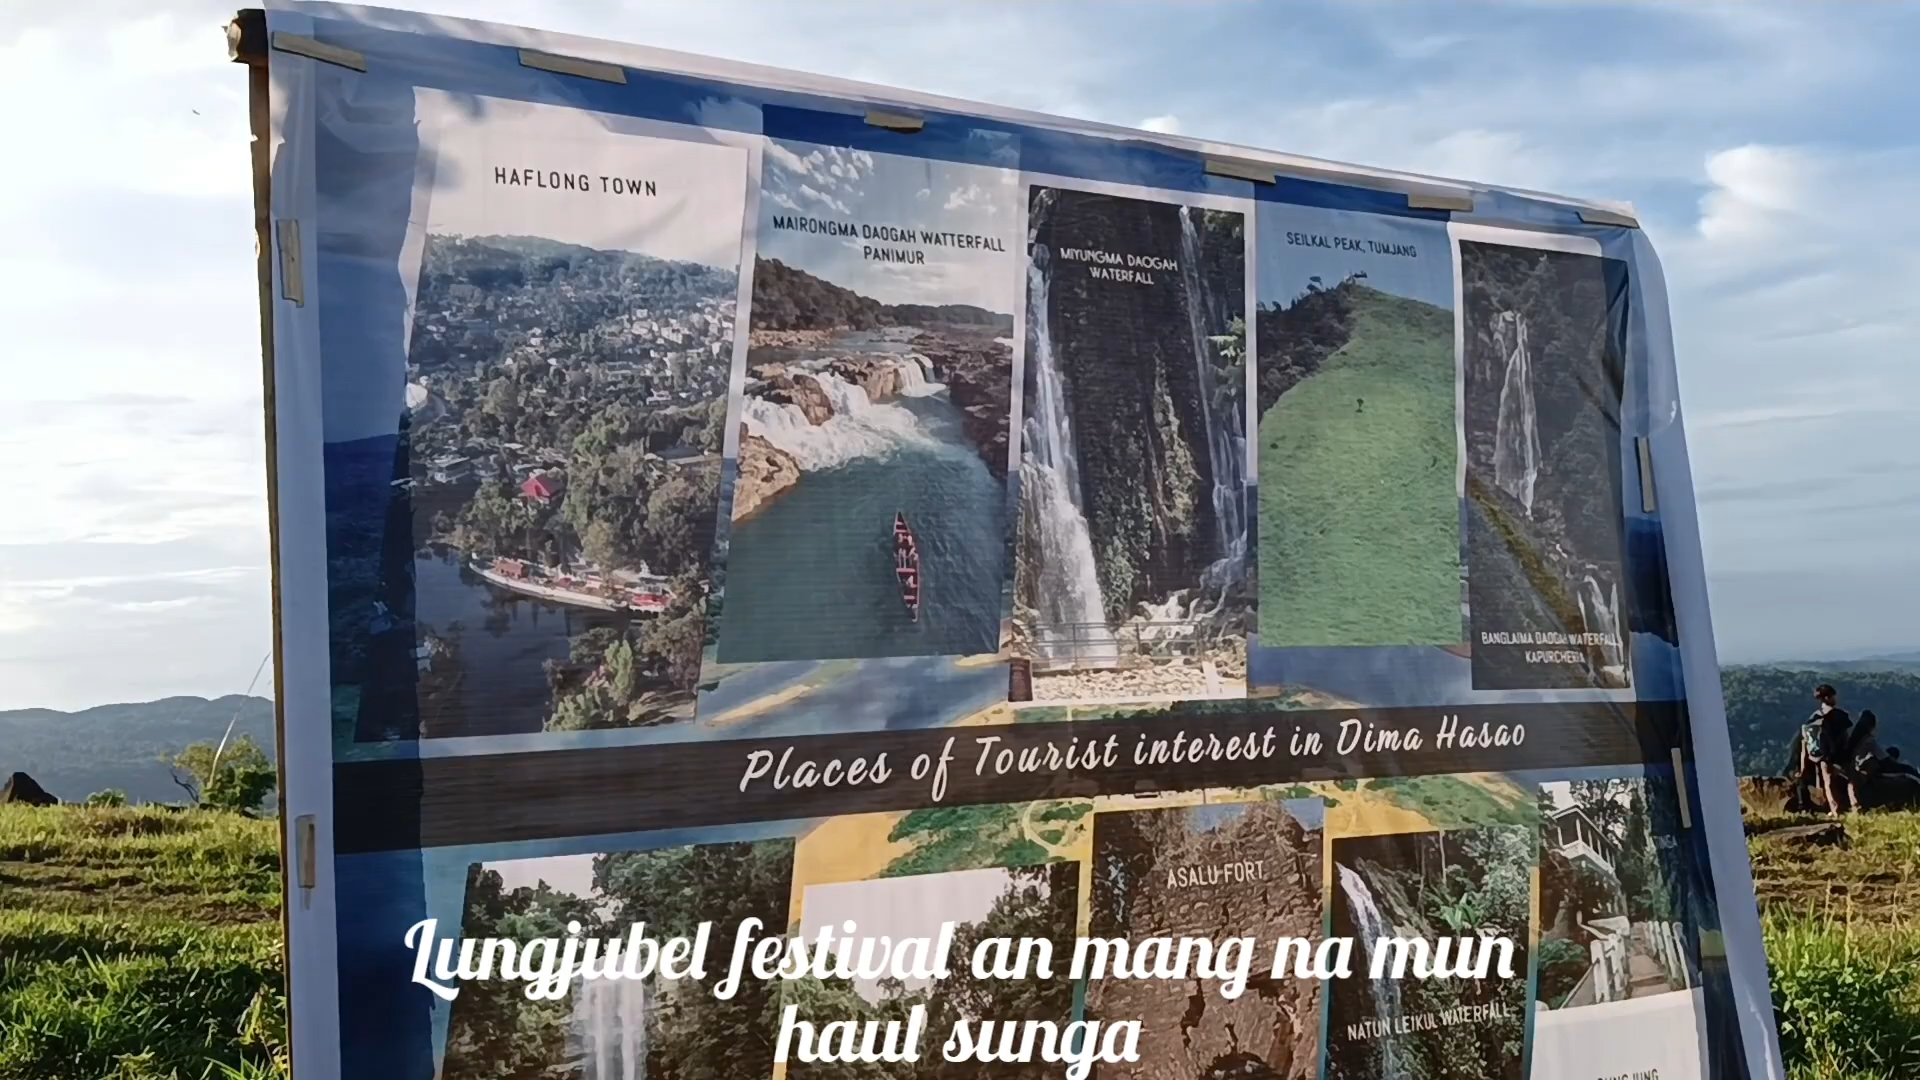 HAFLONG TOWN
MAIRONGMA DAOGAH WATTERFALL
PANIMUR
MIYUNGMA DAOGAH
WATERFALL
SEILKAL PEAK, TUMJANG
BANGLAIMA DAOGAH WATERFALL
KAPURCHERRA
Places of Tourist interest in Dima Hasao
ASALU FORT
NATUN LEIKUL WATERFALL
Lungjubel festival an mang na mun
haul sunga